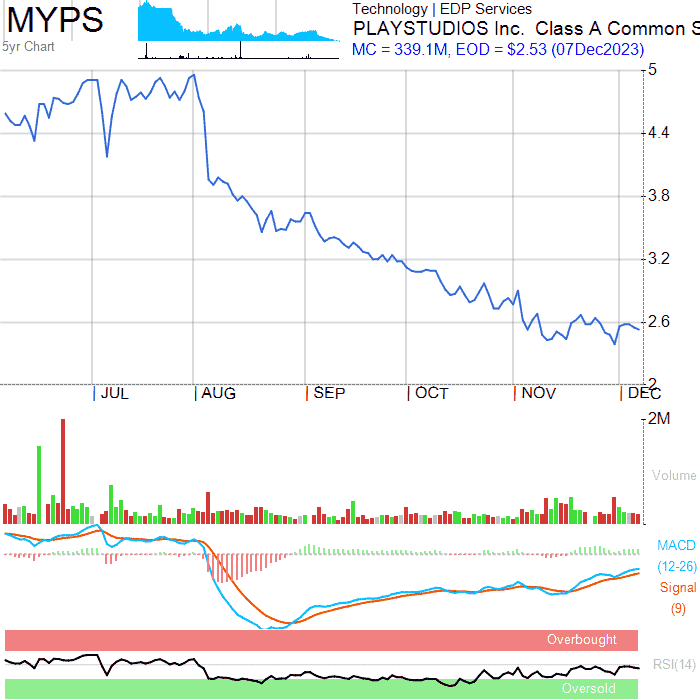 MYPS
5yr Chart
Technology | EDP Services
PLAYSTUDIOS Inc.  Class A Common S
MC = 339.1M, EOD = $2.53 (07Dec2023)
5
4.4
3.8
3.2
2.6
2
JUL
AUG
SEP
OCT
NOV
DEC
2M
Volume
MACD
(12-26)
Signal
(9)
Overbought
RSI(14)
Oversold